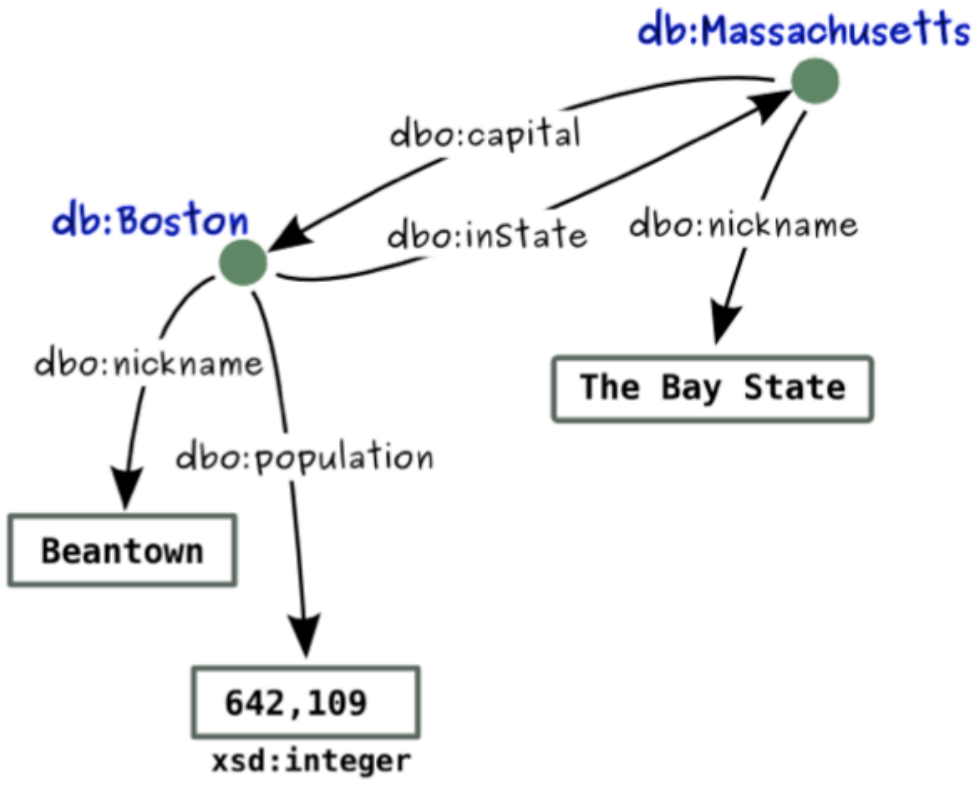 db:Massachusetts
dbo:capital
db:Boston
dbo:inState
dbo:nickname
dbo:nickname
The Bay State
dbo:population
Beantown
642,109
xsd:integer